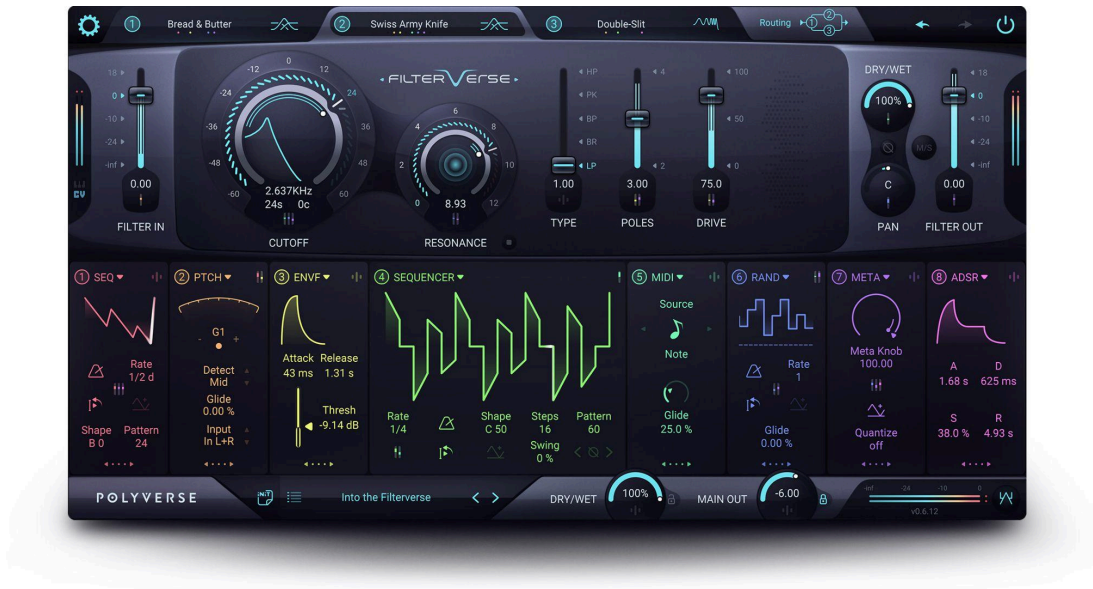 1 Bread & Butter
2 Swiss Army Knife
3 Double-Slit
Routing 1 2 3
FILTERVERSE
18
0
-10
-24
-inf
0.00
FILTER IN
-60 -48 -36 -24 -12 0 12 24 36 48 60
2.637KHz
24s 0c
CUTOFF
0 2 4 6 8 10 12
8.93
RESONANCE
HP
PK
BP
BR
LP
1.00
TYPE
4
2
3.00
POLES
100
50
0
75.0
DRIVE
DRY/WET
100%
M/S
C
PAN
18
0
-10
-24
-inf
0.00
FILTER OUT
CV
1 SEQ
Rate
1/2 d
Shape Pattern
B 0 24
2 PTCH
G1
- +
Detect
Mid
Glide
0.00 %
Input
In L+R
3 ENVF
Attack Release
43 ms 1.31 s
Thresh
-9.14 dB
4 SEQUENCER
Rate Shape Steps Pattern
1/4 C 50 16 60
Swing
0 %
5 MIDI
Source
Note
Glide
25.0 %
6 RAND
Rate
1
Glide
0.00 %
7 META
Meta Knob
100.00
Quantize
off
8 ADSR
A D
1.68 s 625 ms
S R
38.0 % 4.93 s
POLYVERSE
INIT
Into the Filterverse
DRY/WET
100%
MAIN OUT
-6.00
-inf -24 -10 0
v0.6.12